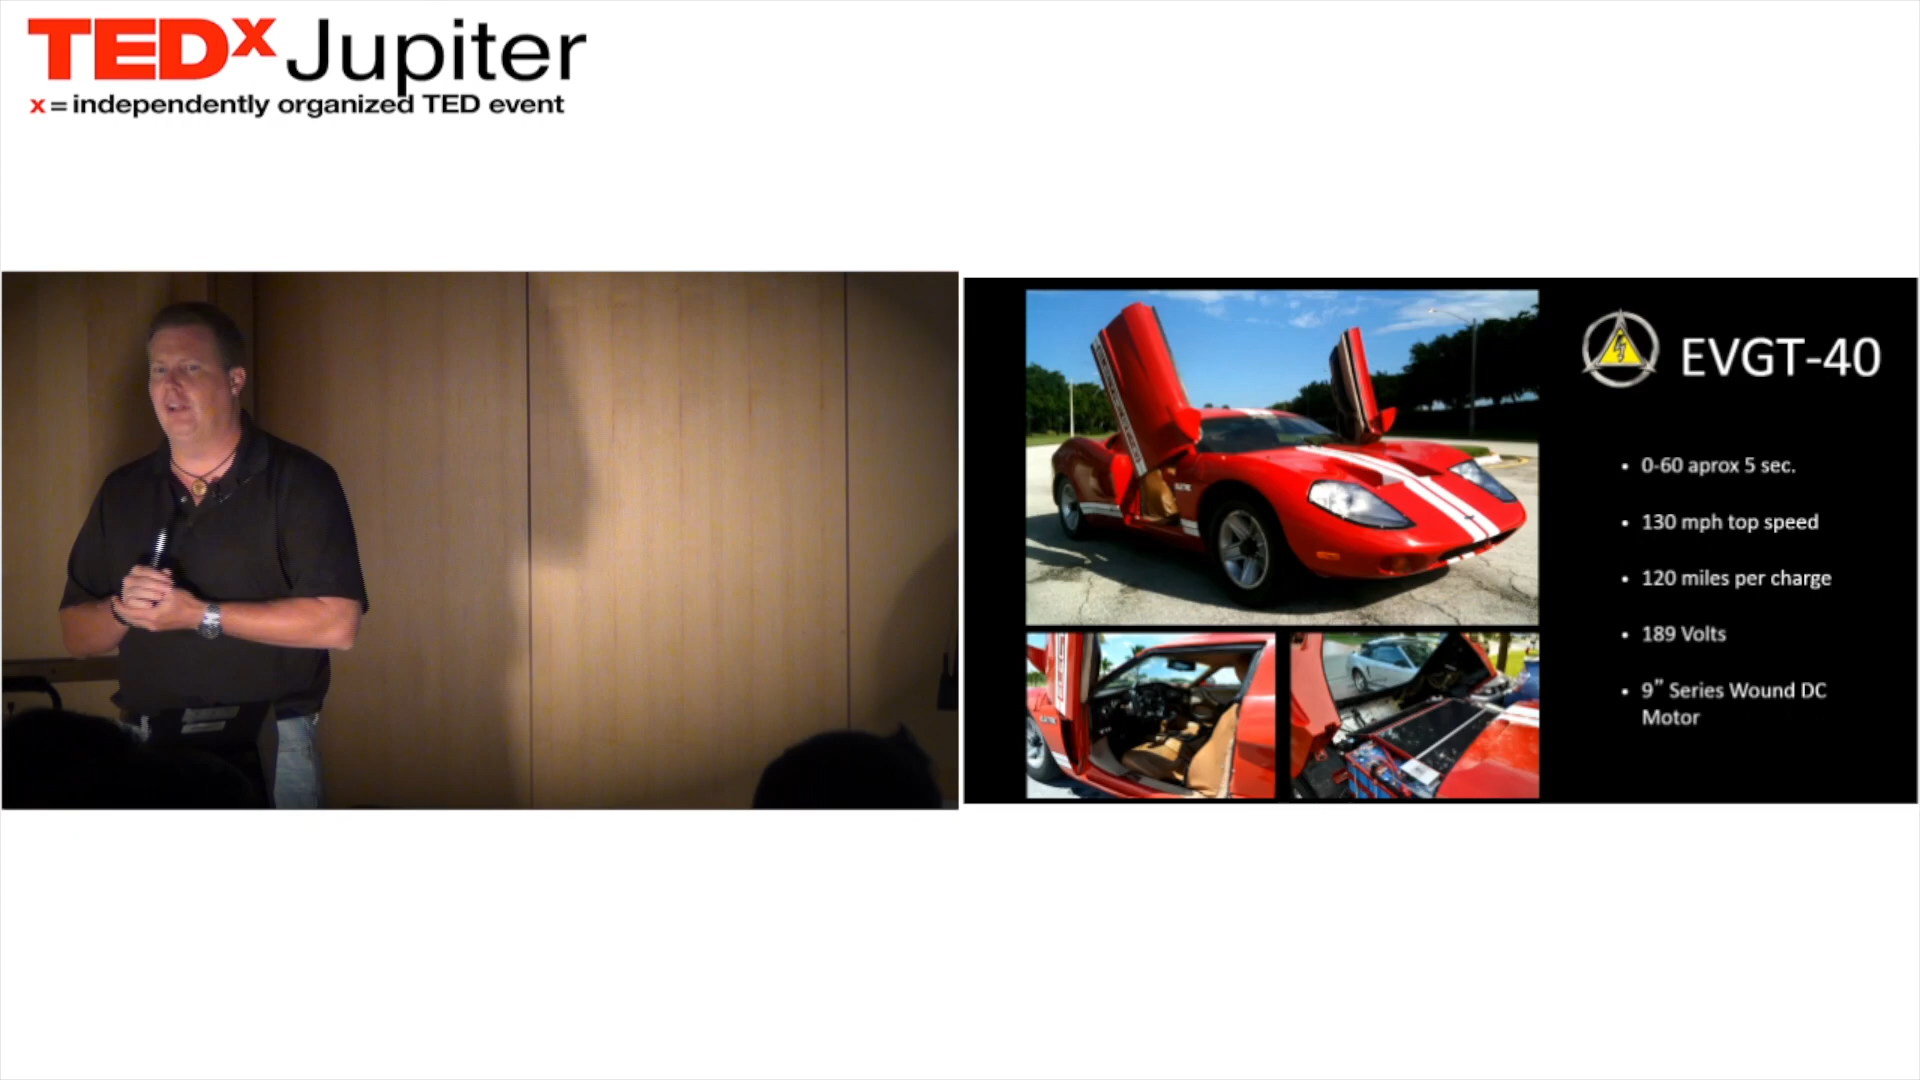 TEDx Jupiter
x = independently organized TED event
EVGT-40
• 0-60 aprox 5 sec.
• 130 mph top speed
• 120 miles per charge
• 189 Volts
• 9” Series Wound DC
Motor